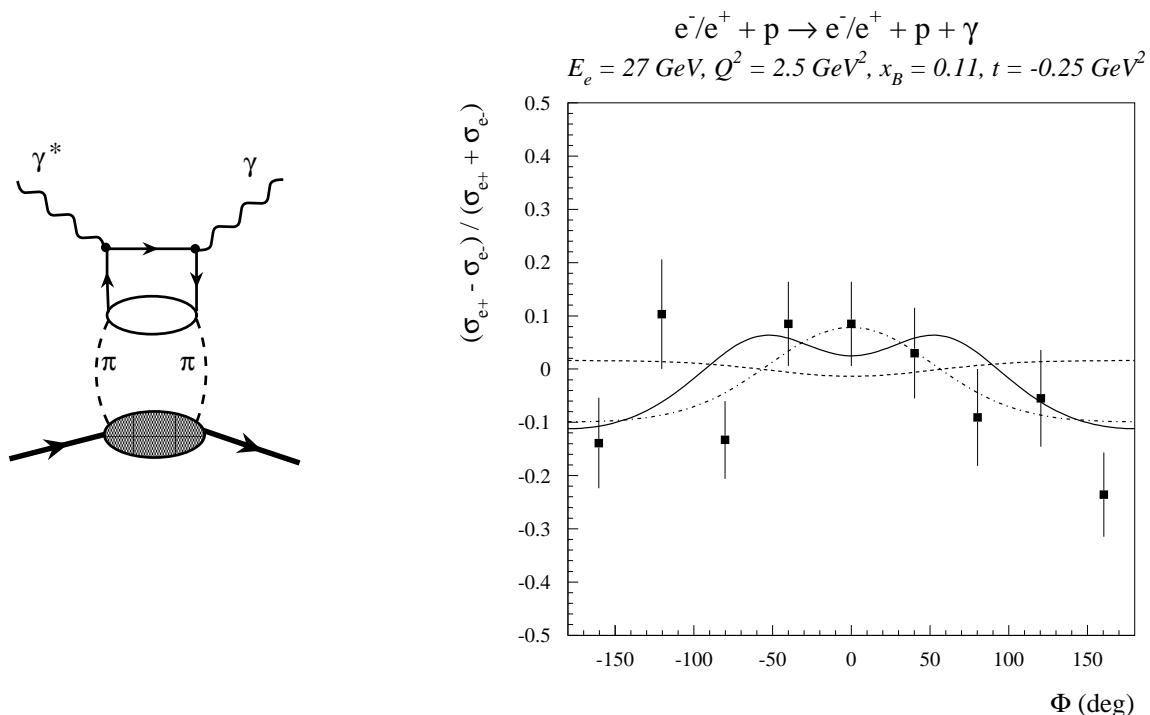 e⁻/e⁺ + p → e⁻/e⁺ + p + γ
E_e = 27 GeV, Q² = 2.5 GeV², x_B = 0.11, t = -0.25 GeV²
γ* γ
π π
(σ_e+ - σ_e-) / (σ_e+ + σ_e-)
0.5
0.4
0.3
0.2
0.1
0
-0.1
-0.2
-0.3
-0.4
-0.5
-150 -100 -50 0 50 100 150
Φ (deg)